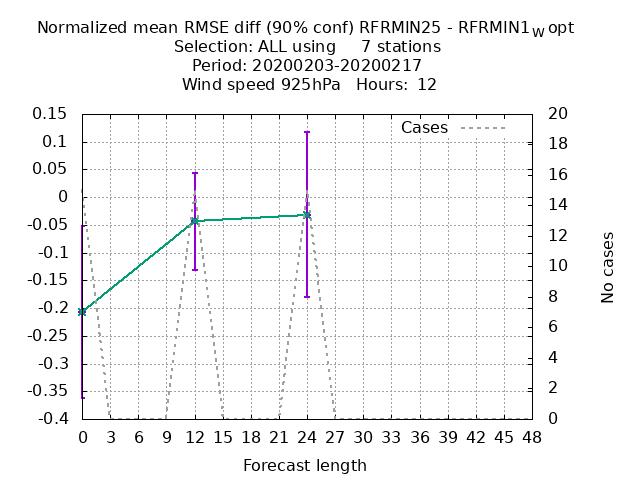 Normalized mean RMSE diff (90% conf) RFRMIN25 - RFRMIN1wopt
Selection: ALL using 7 stations
Period: 20200203-20200217
Wind speed 925hPa Hours: 12
Cases
0.15
0.1
0.05
0
-0.05
-0.1
-0.15
-0.2
-0.25
-0.3
-0.35
-0.4
20
18
16
14
12
10
8
6
4
2
0
No cases
0 3 6 9 12 15 18 21 24 27 30 33 36 39 42 45 48
Forecast length